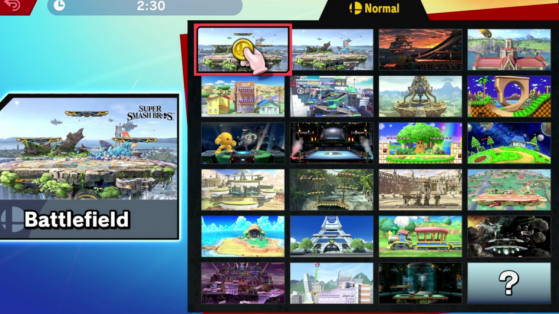 2:30
Normal
SUPER
SMASH BROS.
Battlefield
?